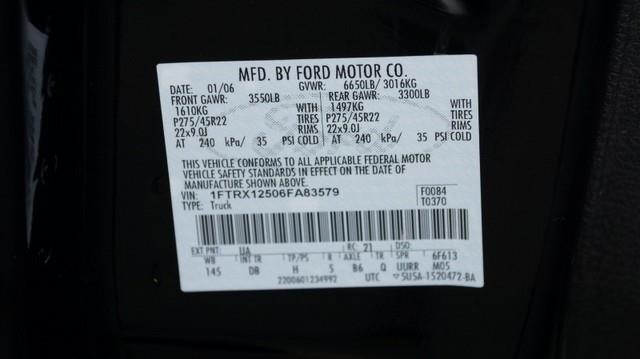 MFD. BY FORD MOTOR CO.
DATE: 01/06 GVWR: 6650LB/ 3016KG
FRONT GAWR: 3550LB REAR GAWR: 3300LB
1610KG WITH 1497KG WITH
P275/45R22 TIRES P275/45R22 TIRES
22x9.0J RIMS 22x9.0J RIMS
AT 240 kPa/ 35 PSI COLD AT 240 kPa/ 35 PSI COLD
THIS VEHICLE CONFORMS TO ALL APPLICABLE FEDERAL MOTOR
VEHICLE SAFETY STANDARDS IN EFFECT ON THE DATE OF
MANUFACTURE SHOWN ABOVE.
VIN: 1FTRX12506FA83579 F0084
TYPE: Truck T0370
EXT PNT: UA RC: 21 DSO:
WB INT TR TP/PS R AXLE TR SPR 6F613
145 DB H 5 B6 Q UURR M05
2200601234992 UTC 5U5A-1520472-BA